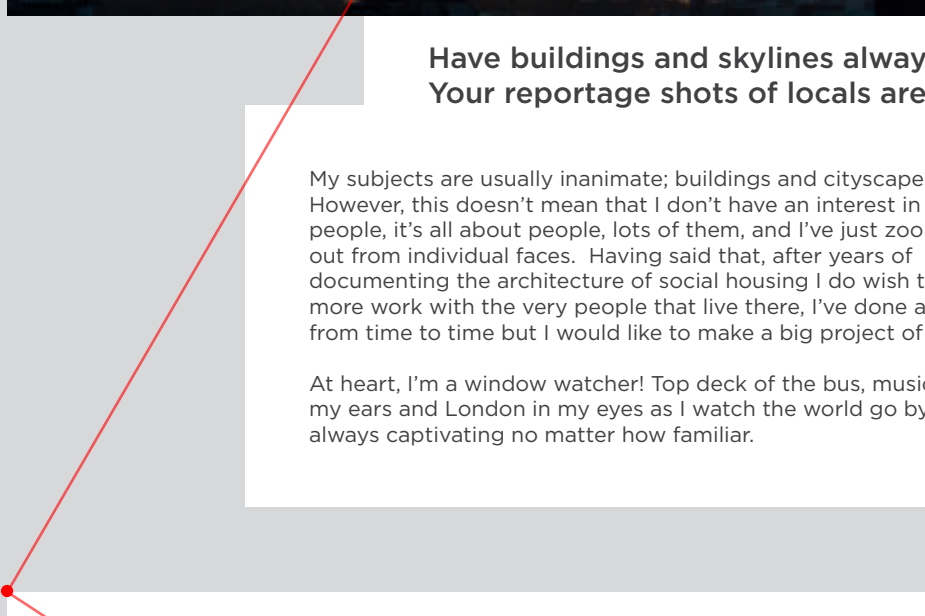 Have buildings and skylines alway
Your reportage shots of locals are
My subjects are usually inanimate; buildings and cityscape
However, this doesn’t mean that I don’t have an interest in
people, it’s all about people, lots of them, and I’ve just zoo
out from individual faces.  Having said that, after years of
documenting the architecture of social housing I do wish t
more work with the very people that live there, I’ve done a
from time to time but I would like to make a big project of
At heart, I’m a window watcher! Top deck of the bus, music
my ears and London in my eyes as I watch the world go by
always captivating no matter how familiar.